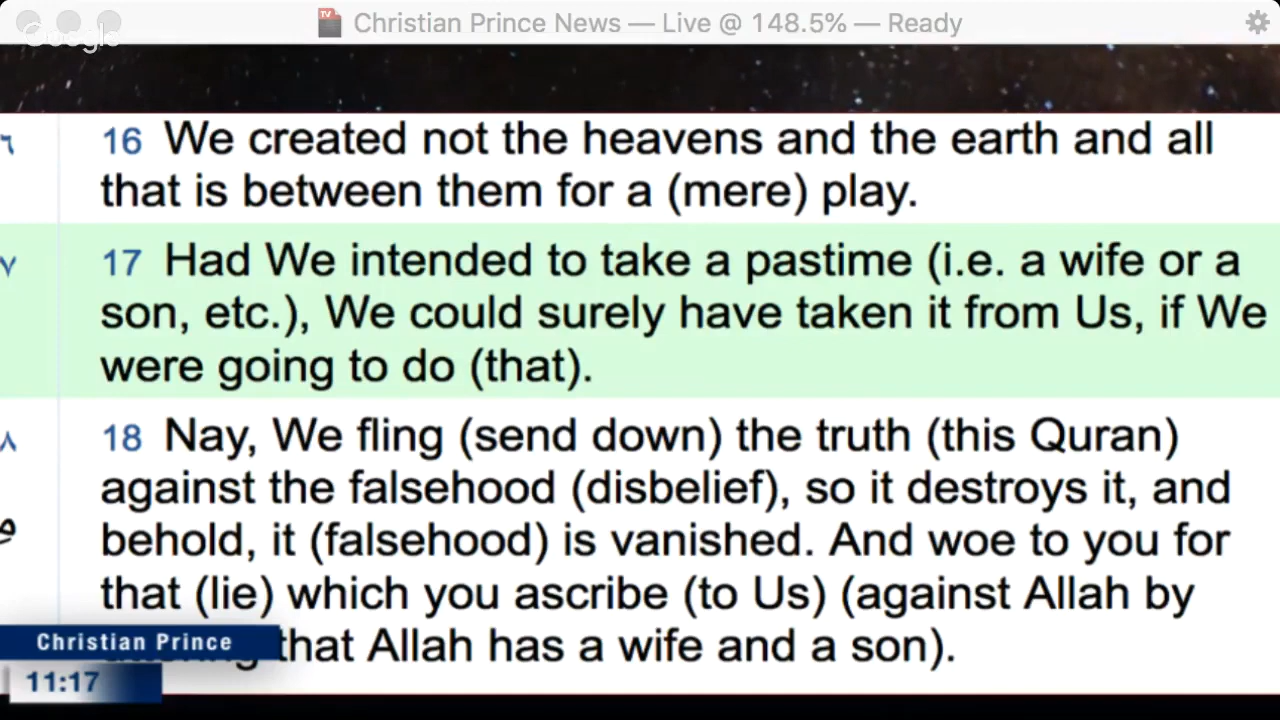 Christian Prince News — Live @ 148.5% — Ready
Google
16 We created not the heavens and the earth and all
that is between them for a (mere) play.
17 Had We intended to take a pastime (i.e. a wife or a
son, etc.), We could surely have taken it from Us, if We
were going to do (that).
18 Nay, We fling (send down) the truth (this Quran)
against the falsehood (disbelief), so it destroys it, and
behold, it (falsehood) is vanished. And woe to you for
that (lie) which you ascribe (to Us) (against Allah by
that Allah has a wife and a son).
Christian Prince
11:17